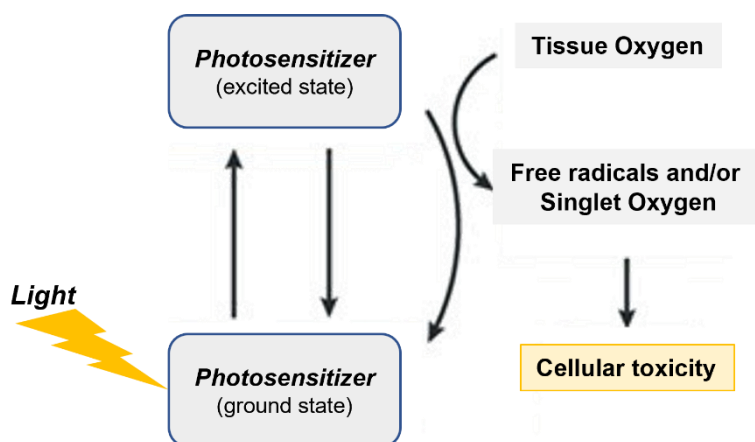 Photosensitizer
(excited state)
Tissue Oxygen
Free radicals and/or
Singlet Oxygen
Light
Photosensitizer
(ground state)
Cellular toxicity